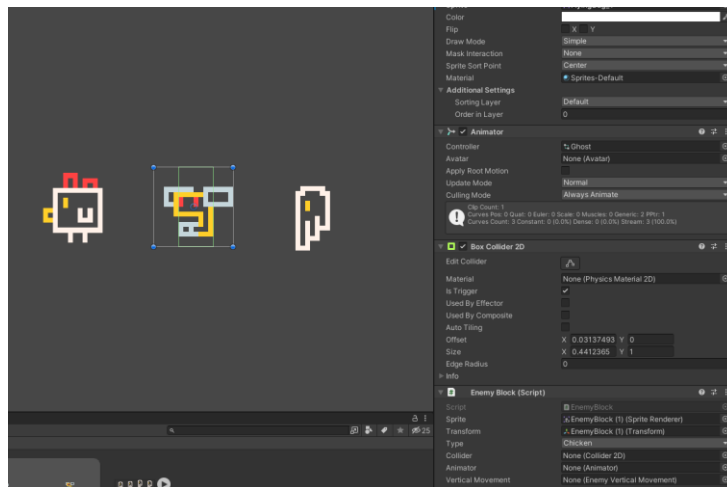 Color
Flip X Y
Draw Mode Simple
Mask Interaction None
Sprite Sort Point Center
Material Sprites-Default
Additional Settings
Sorting Layer Default
Order in Layer 0
Animator
Controller Ghost
Avatar None (Avatar)
Apply Root Motion
Update Mode Normal
Culling Mode Always Animate
Clip Count: 1
Curves Pos: 0 Quat: 0 Euler: 0 Scale: 0 Muscles: 0 Generic: 2 PPtr: 1
Curves Count: 3 Constant: 0 (0.0%) Dense: 0 (0.0%) Stream: 3 (100.0%)
Box Collider 2D
Edit Collider
Material None (Physics Material 2D)
Is Trigger
Used By Effector
Used By Composite
Auto Tiling
Offset X 0.03137493 Y 0
Size X 0.4412365 Y 1
Edge Radius 0
Info
Enemy Block (Script)
Script EnemyBlock
Sprite EnemyBlock (1) (Sprite Renderer)
Transform EnemyBlock (1) (Transform)
Type Chicken
Collider None (Collider 2D)
Animator None (Animator)
Vertical Movement None (Enemy Vertical Movement)
25